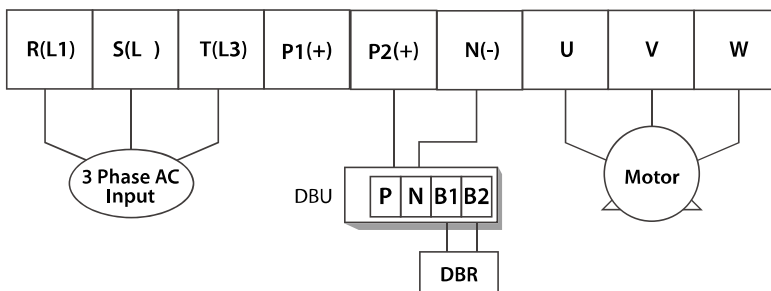 R(L1) S(L ) T(L3) P1(+) P2(+) N(-) U V W
3 Phase AC
Input
DBU
P N B1 B2
Motor
DBR